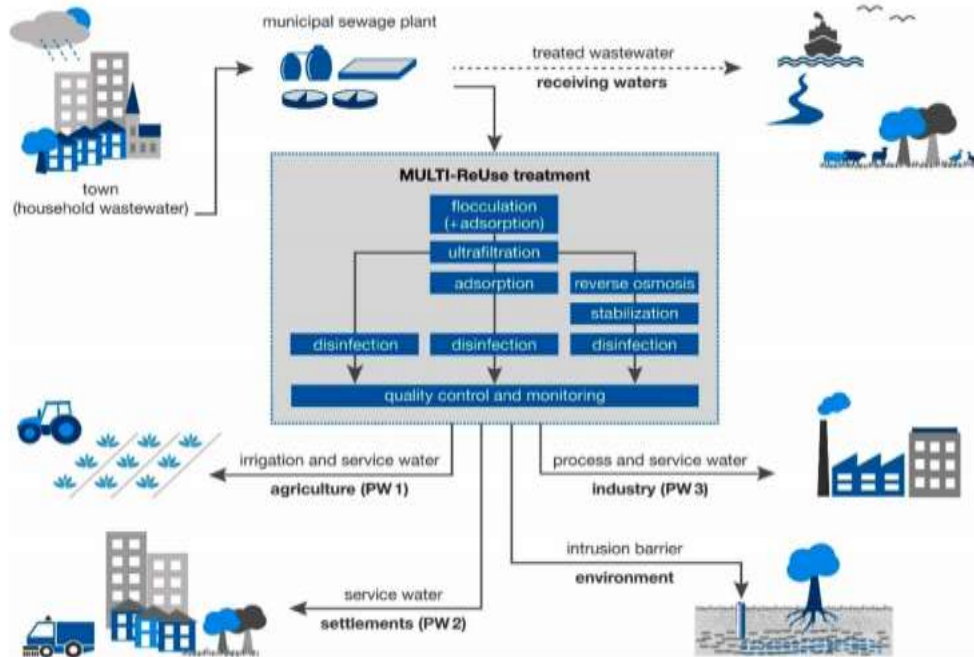 municipal sewage plant
treated wastewater
receiving waters
town
(household wastewater)
MULTI-ReUse treatment
flocculation
(+adsorption)
ultrafiltration
adsorption
reverse osmosis
stabilization
disinfection
disinfection
disinfection
quality control and monitoring
irrigation and service water
agriculture (PW 1)
process and service water
industry (PW 3)
intrusion barrier
environment
service water
settlements (PW 2)